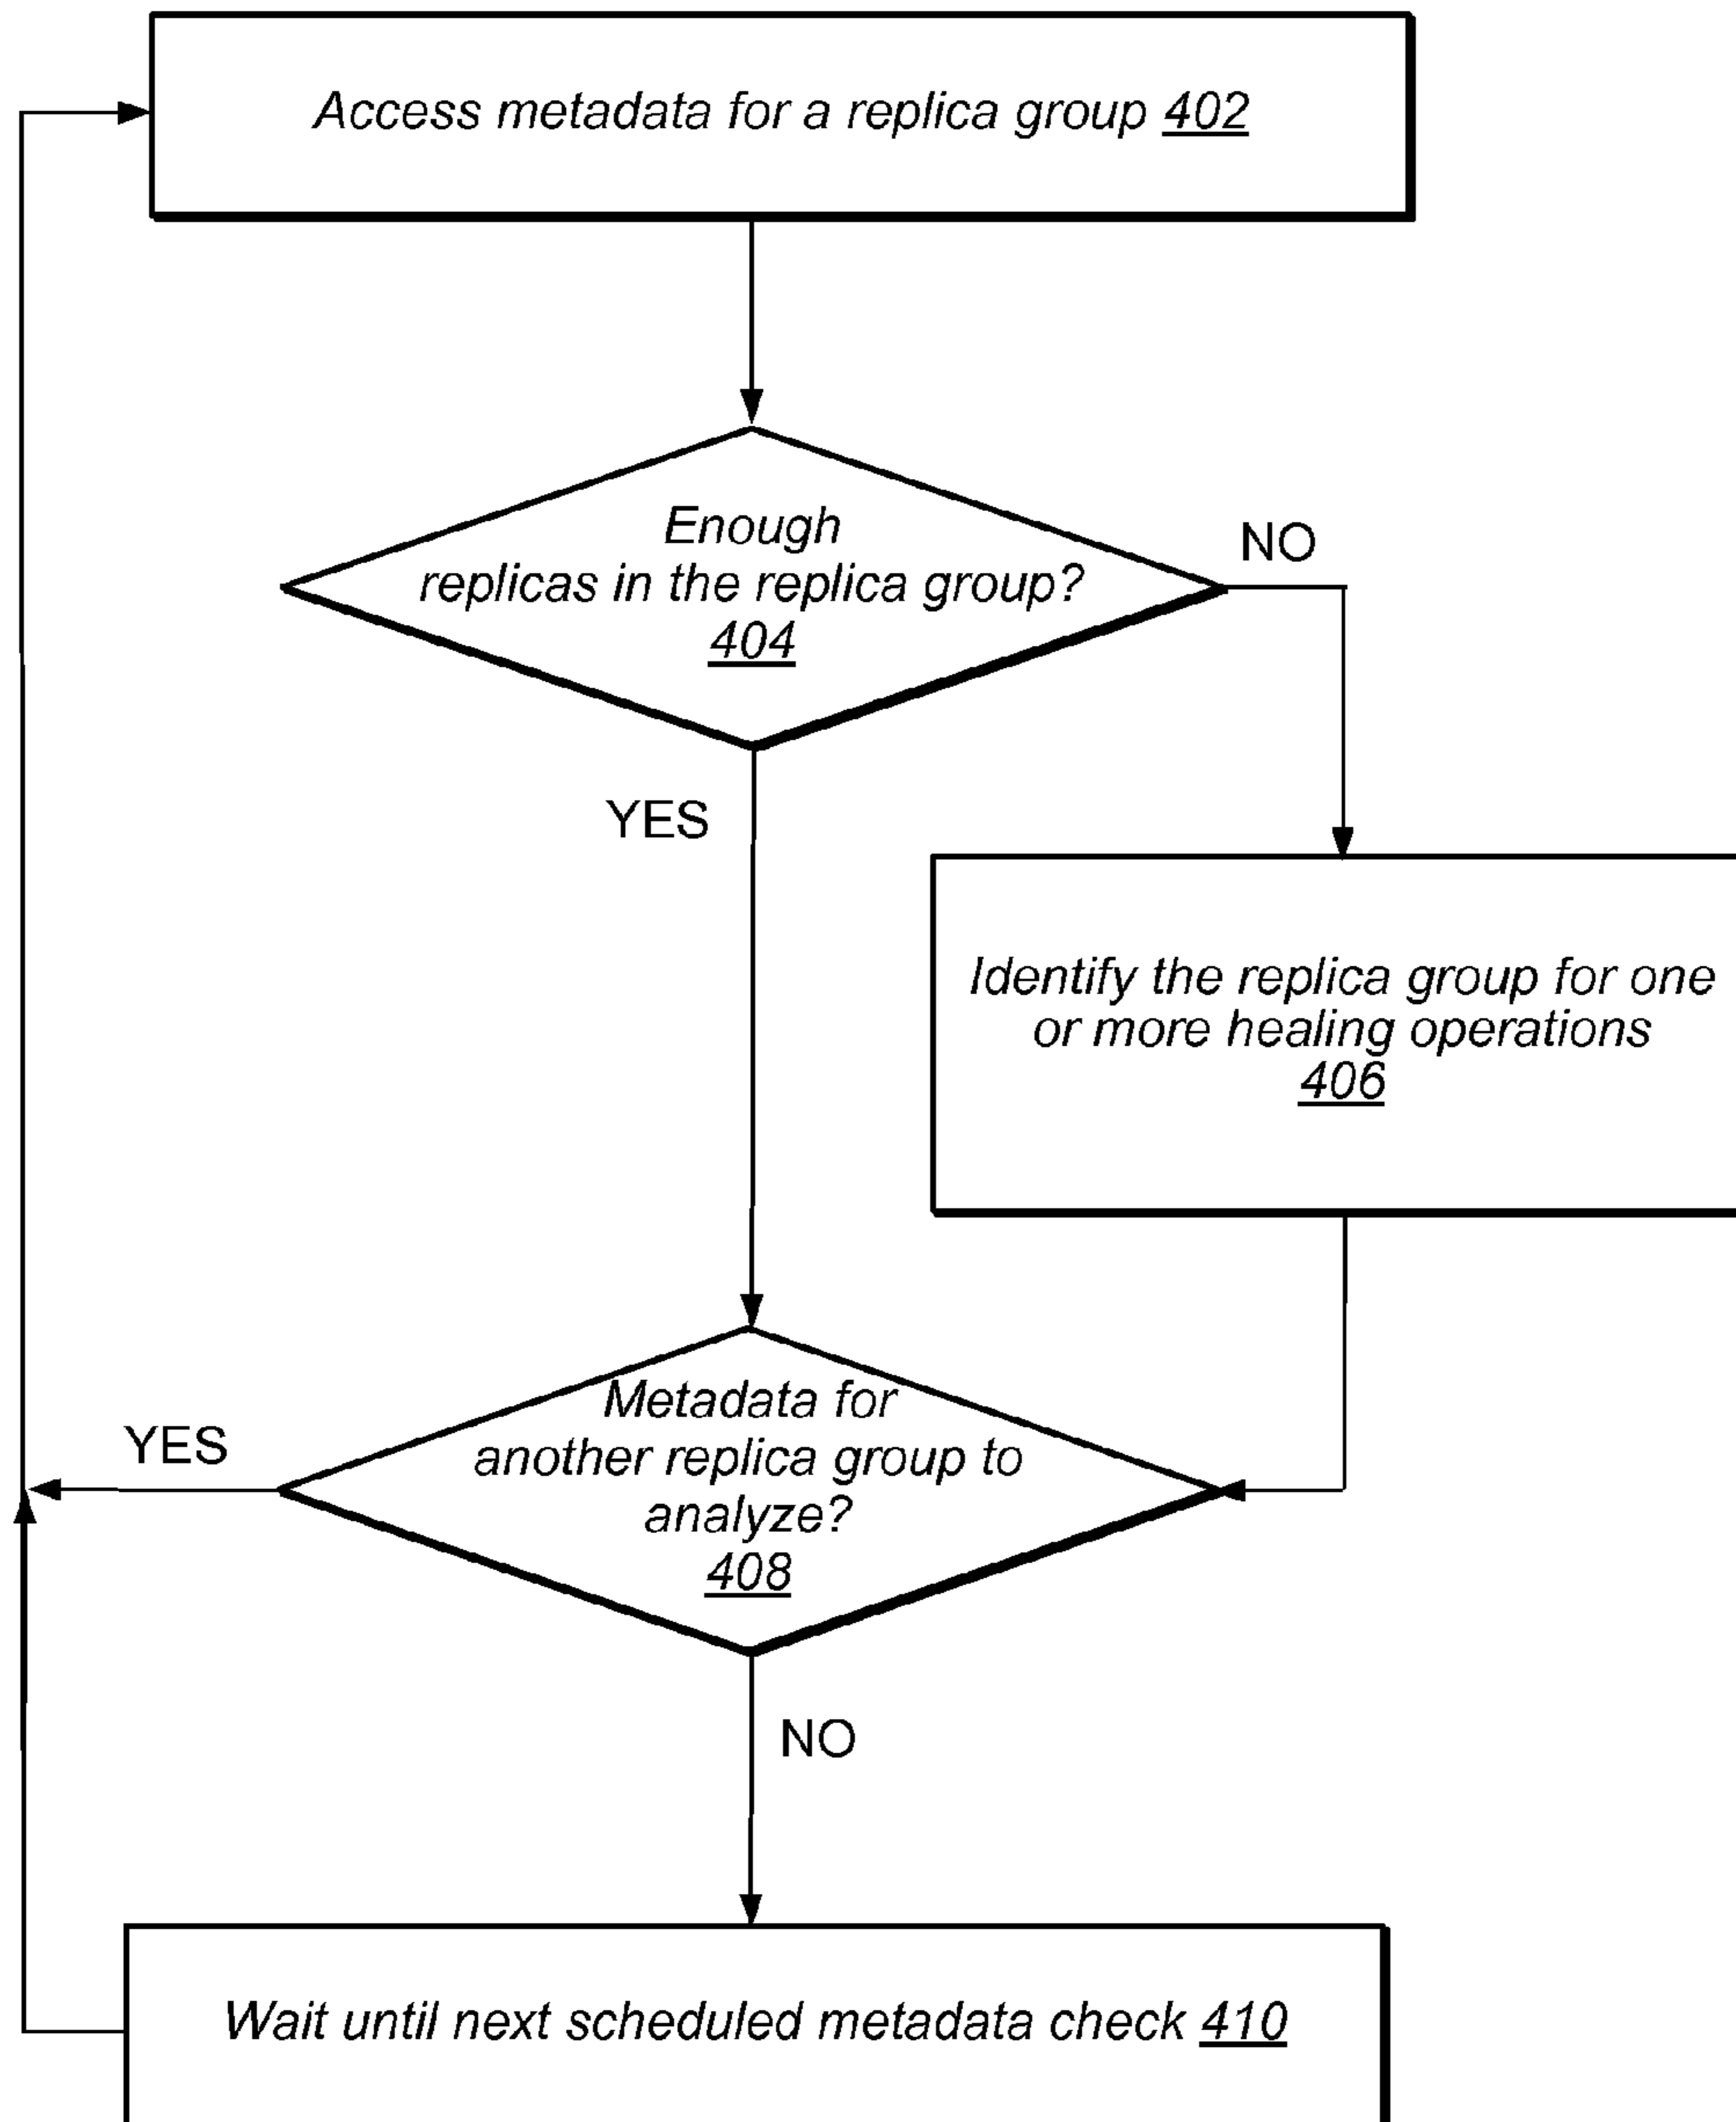 Access metadata for a replica group 402
Enough
replicas in the replica group?
404
NO
YES
Identify the replica group for one
or more healing operations
406
Metadata for
another replica group to
analyze?
408
YES
NO
Wait until next scheduled metadata check 410